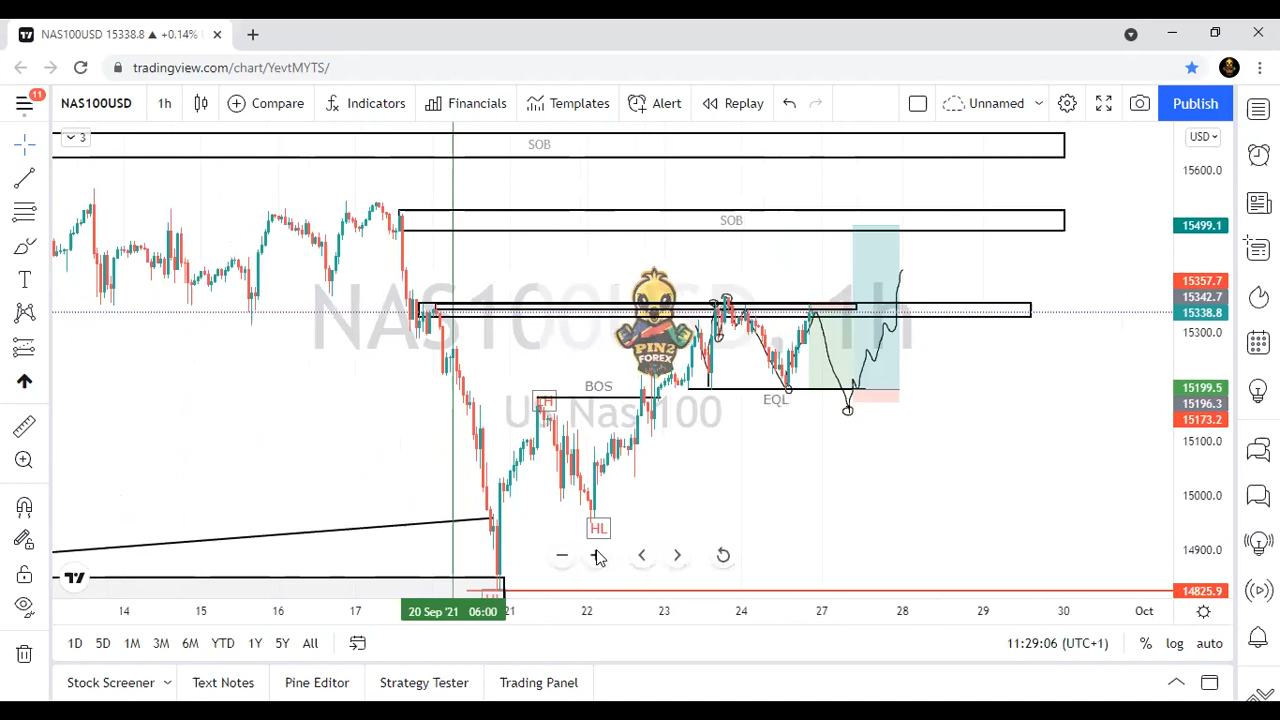 NAS100USD 15338.8 ▲ +0.14%
tradingview.com/chart/YevtMYTS/
11
NAS100USD
1h
Compare
Indicators
Financials
Templates
Alert
Replay
Unnamed
Publish
3
SOB
USD
15600.0
SOB
15499.1
15357.7
15342.7
NAS100USD, 1h
15338.8
15300.0
PIN2
FOREX
BOS
EQL
15199.5
15196.3
LH
US Nas 100
15173.2
15100.0
15000.0
HL
14900.0
14825.9
14
15
16
17
20 Sep '21 06:00
21
22
23
24
27
28
29
30
Oct
1D
5D
1M
3M
6M
YTD
1Y
5Y
All
11:29:06 (UTC+1)
%
log
auto
Stock Screener
Text Notes
Pine Editor
Strategy Tester
Trading Panel